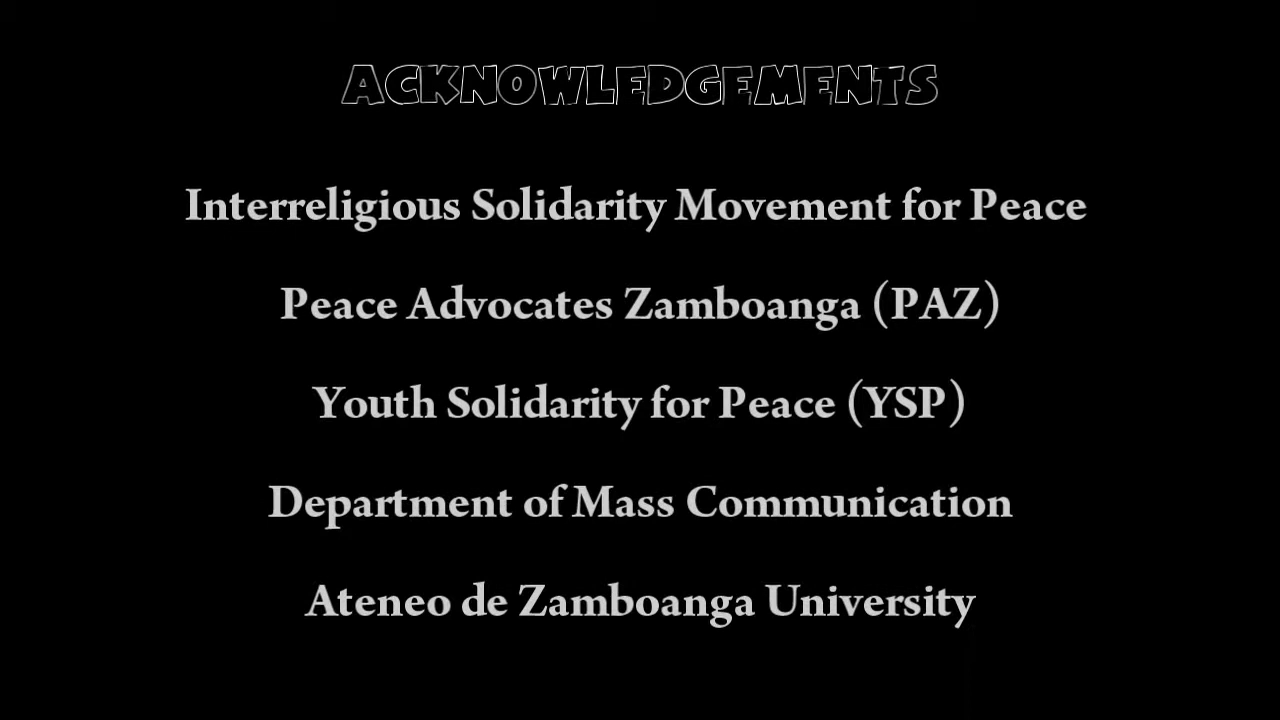 ACKNOWLEDGEMENTS
Interreligious Solidarity Movement for Peace
Peace Advocates Zamboanga (PAZ)
Youth Solidarity for Peace (YSP)
Department of Mass Communication
Ateneo de Zamboanga University